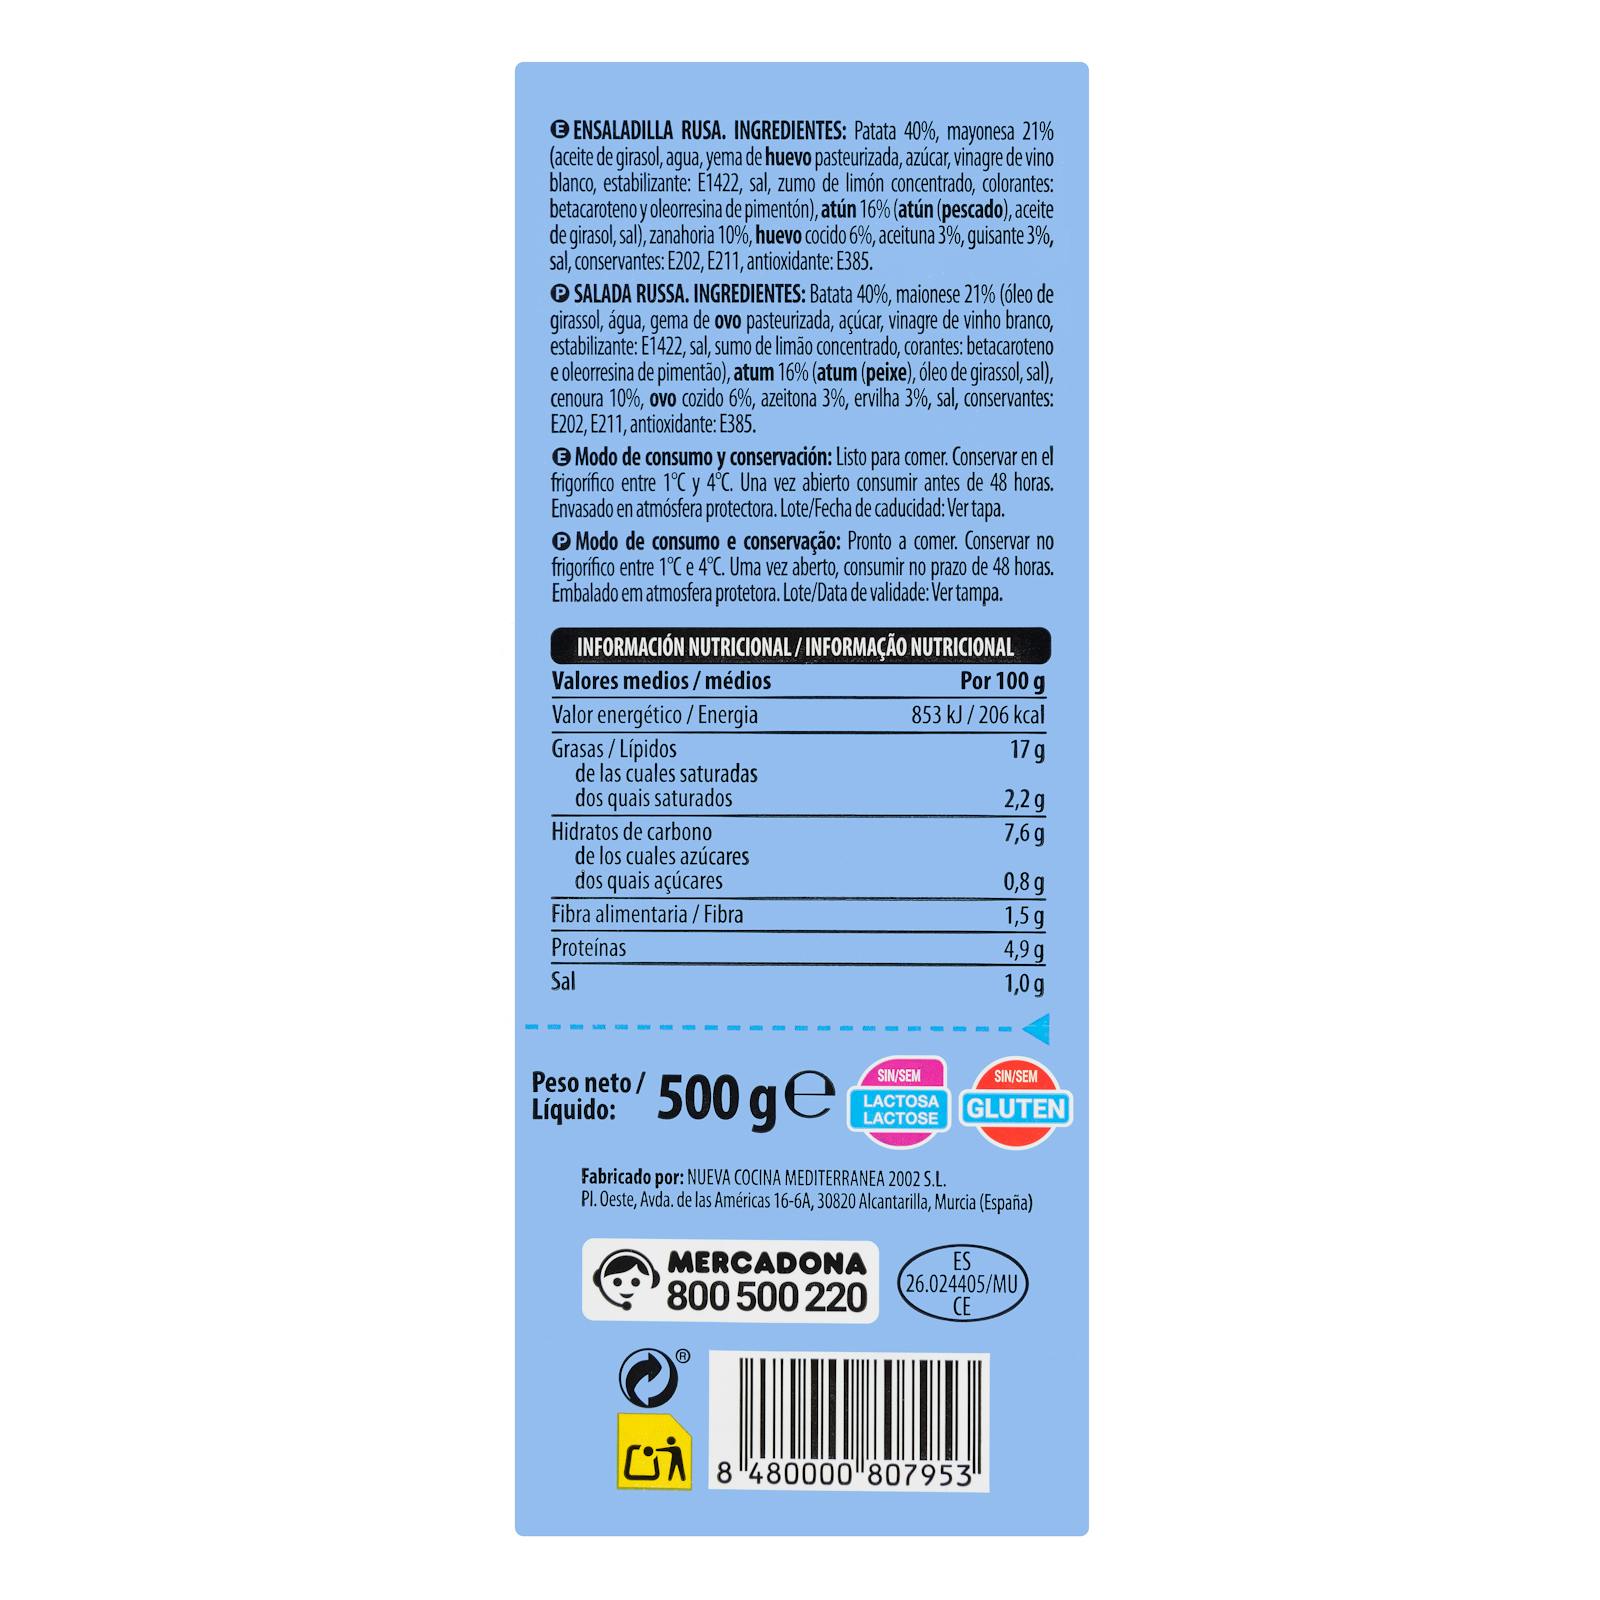 E ENSALADILLA RUSA. INGREDIENTES: Patata 40%, mayonesa 21%
(aceite de girasol, agua, yema de huevo pasteurizada, azúcar, vinagre de vino
blanco, estabilizante: E1422, sal, zumo de limón concentrado, colorantes:
betacaroteno y oleorresina de pimentón), atún 16% (atún (pescado), aceite
de girasol, sal), zanahoria 10%, huevo cocido 6%, aceituna 3%, guisante 3%,
sal, conservantes: E202, E211, antioxidante: E385.
P SALADA RUSSA. INGREDIENTES: Batata 40%, maionese 21% (óleo de
girassol, água, gema de ovo pasteurizada, açúcar, vinagre de vinho branco,
estabilizante: E1422, sal, sumo de limão concentrado, corantes: betacaroteno
e oleorresina de pimentão), atum 16% (atum (peixe), óleo de girassol, sal),
cenoura 10%, ovo cozido 6%, azeitona 3%, ervilha 3%, sal, conservantes:
E202, E211, antioxidante: E385.
E Modo de consumo y conservación: Listo para comer. Conservar en el
frigorífico entre 1°C y 4°C. Una vez abierto consumir antes de 48 horas.
Envasado en atmósfera protectora. Lote/Fecha de caducidad: Ver tapa.
P Modo de consumo e conservação: Pronto a comer. Conservar no
frigorífico entre 1°C e 4°C. Uma vez aberto, consumir no prazo de 48 horas.
Embalado em atmosfera protetora. Lote/Data de validade: Ver tampa.
INFORMACIÓN NUTRICIONAL / INFORMAÇÃO NUTRICIONAL
Valores medios / médios Por 100 g
Valor energético / Energia 853 kJ / 206 kcal
Grasas / Lípidos 17 g
de las cuales saturadas
dos quais saturados 2,2 g
Hidratos de carbono 7,6 g
de los cuales azúcares
dos quais açúcares 0,8 g
Fibra alimentaria / Fibra 1,5 g
Proteínas 4,9 g
Sal 1,0 g
Peso neto /
Líquido: 500 g e
SIN/SEM
LACTOSA
LACTOSE
SIN/SEM
GLUTEN
Fabricado por: NUEVA COCINA MEDITERRANEA 2002 S.L.
Pl. Oeste, Avda. de las Américas 16-6A, 30820 Alcantarilla, Murcia (España)
MERCADONA
800 500 220
ES
26.024405/MU
CE
®
8 480000 807953